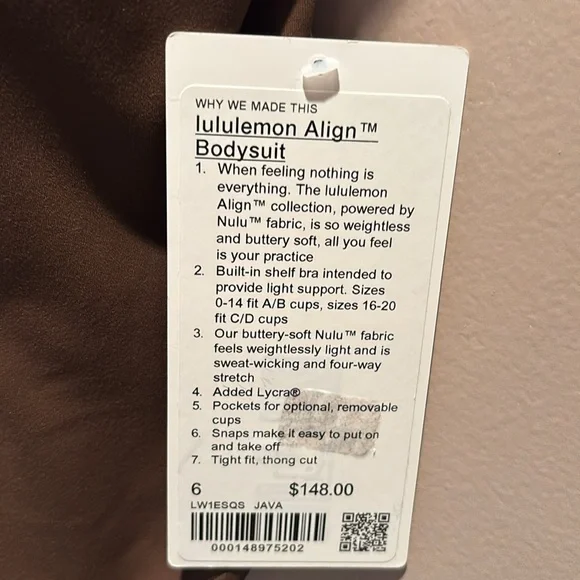 WHY WE MADE THIS
lululemon Align™
Bodysuit
1. When feeling nothing is
everything. The lululemon
Align™ collection, powered by
Nulu™ fabric, is so weightless
and buttery soft, all you feel
is your practice
2. Built-in shelf bra intended to
provide light support. Sizes
0-14 fit A/B cups, sizes 16-20
fit C/D cups
3. Our buttery-soft Nulu™ fabric
feels weightlessly light and is
sweat-wicking and four-way
stretch
4. Added Lycra®
5. Pockets for optional, removable
cups
6. Snaps make it easy to put on
and take off
7. Tight fit, thong cut
6 $148.00
LW1ESQS JAVA
000148975202